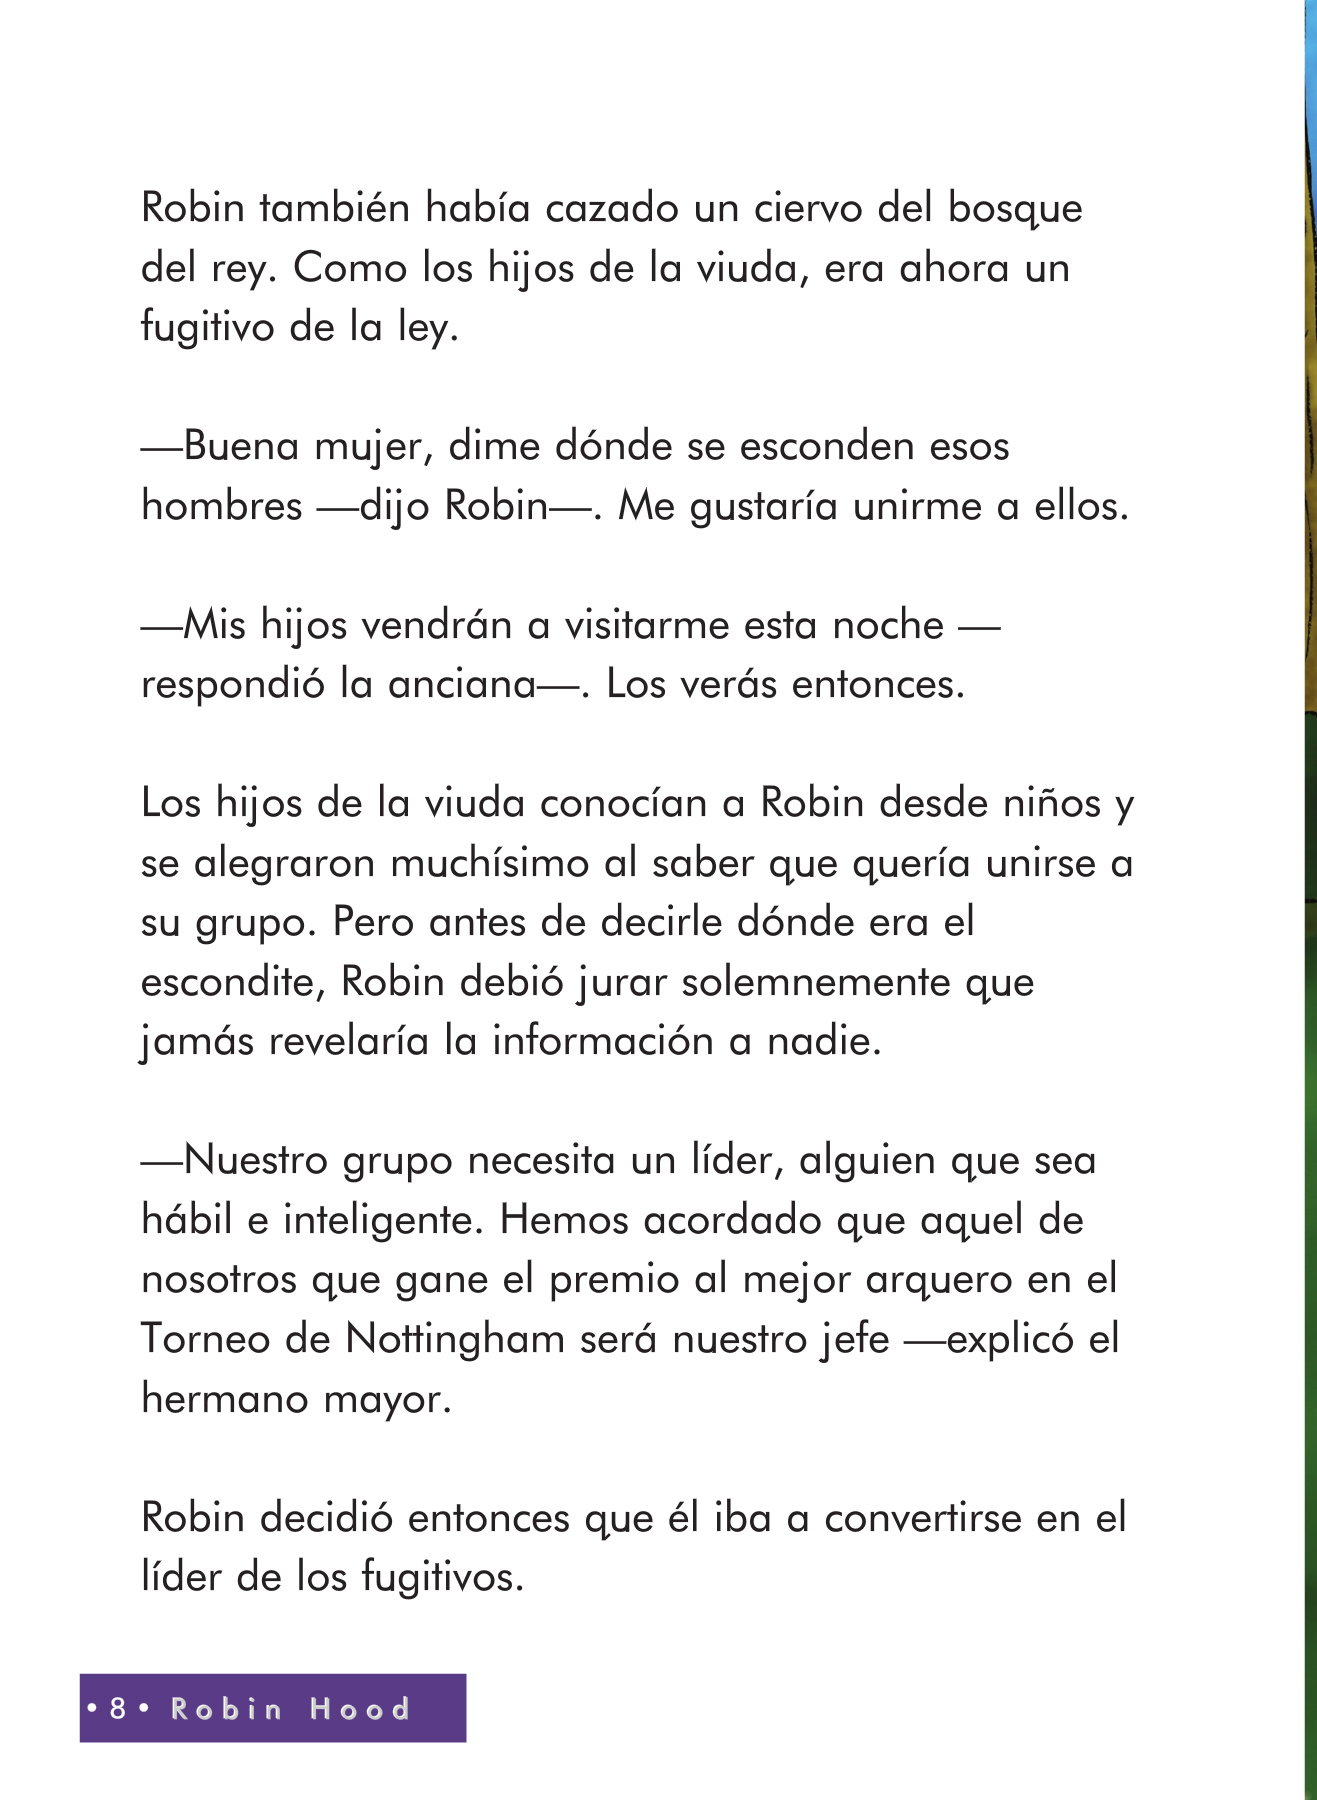 Robin también había cazado un ciervo del bosque
del rey. Como los hijos de la viuda, era ahora un
fugitivo de la ley.
—Buena mujer, dime dónde se esconden esos
hombres —dijo Robin—. Me gustaría unirme a ellos.
—Mis hijos vendrán a visitarme esta noche —
respondió la anciana—. Los verás entonces.
Los hijos de la viuda conocían a Robin desde niños y
se alegraron muchísimo al saber que quería unirse a
su grupo. Pero antes de decirle dónde era el
escondite, Robin debió jurar solemnemente que
jamás revelaría la información a nadie.
—Nuestro grupo necesita un líder, alguien que sea
hábil e inteligente. Hemos acordado que aquel de
nosotros que gane el premio al mejor arquero en el
Torneo de Nottingham será nuestro jefe —explicó el
hermano mayor.
Robin decidió entonces que él iba a convertirse en el
líder de los fugitivos.
• 8 • Robin Hood